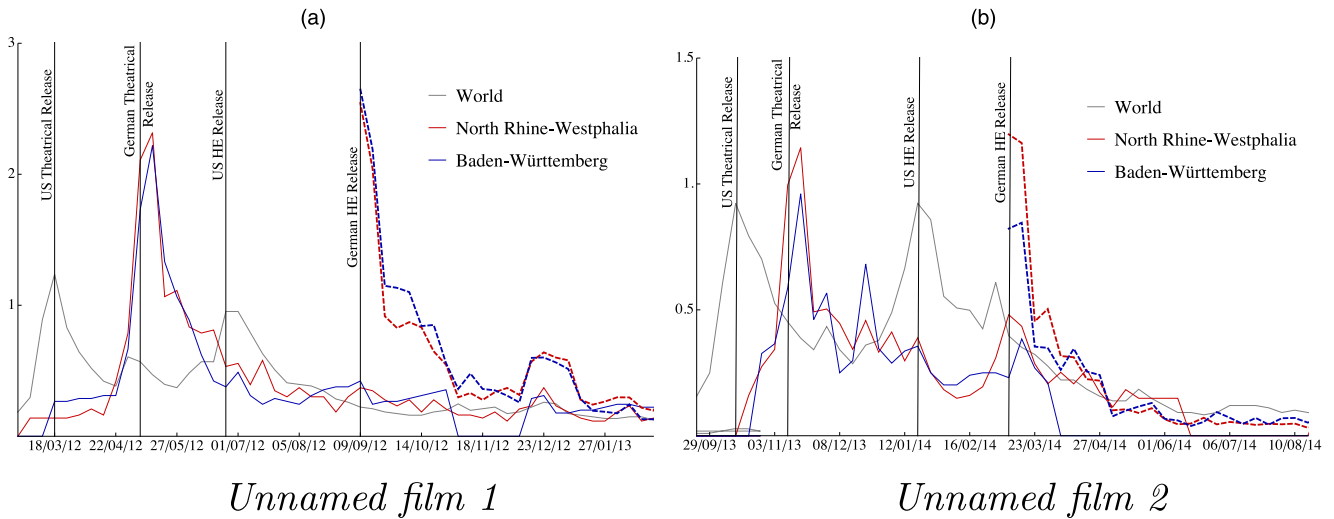 (a)
3
2
1
US Theatrical Release
German Theatrical
Release
US HE Release
German HE Release
World
North Rhine-Westphalia
Baden-Württemberg
18/03/12 22/04/12 27/05/12 01/07/12 05/08/12 09/09/12 14/10/12 18/11/12 23/12/12 27/01/13
Unnamed film 1
(b)
1.5
1.
0.5
US Theatrical Release
German Theatrical
Release
US HE Release
German HE Release
World
North Rhine-Westphalia
Baden-Württemberg
29/09/13 03/11/13 08/12/13 12/01/14 16/02/14 23/03/14 27/04/14 01/06/14 06/07/14 10/08/14
Unnamed film 2